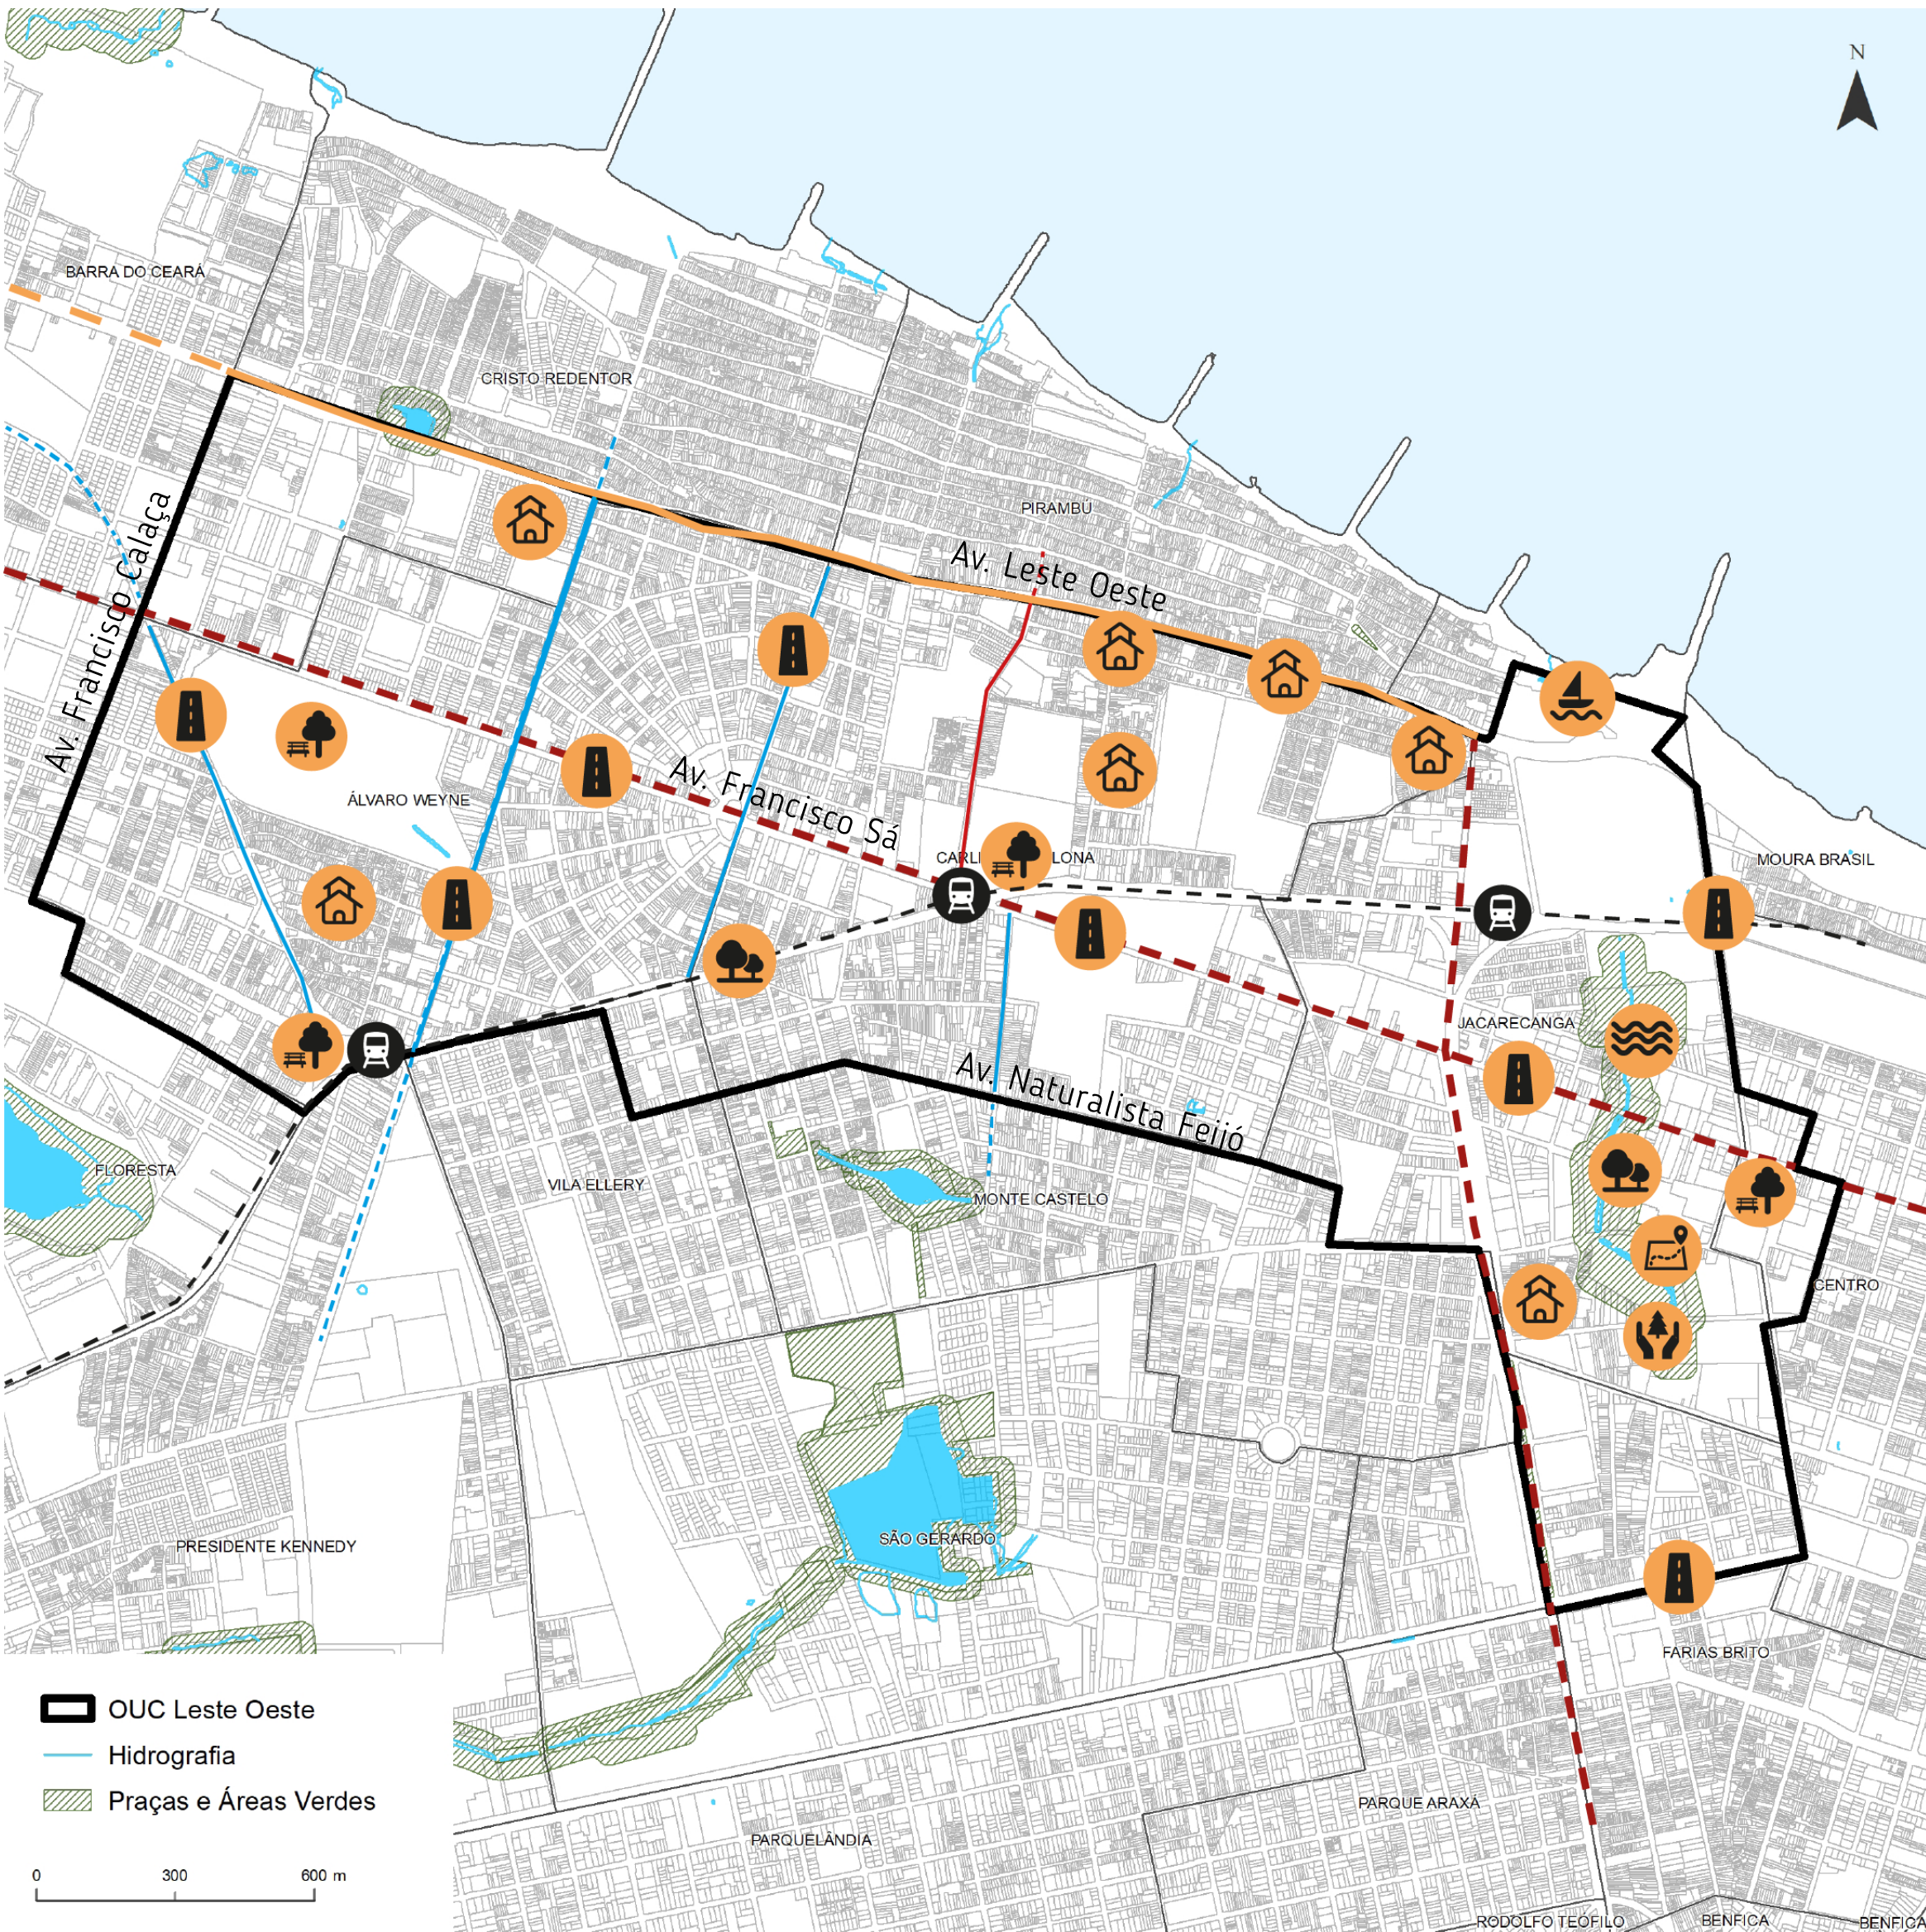 N
BARRA DO CEARÁ
CRISTO REDENTOR
PIRAMBÚ
Av. Leste Oeste
Av. Francisco Calaça
Av. Francisco Sá
ÁLVARO WEYNE
CARLI LONA
MOURA BRASIL
JACARECANGA
Av. Naturalista Feijó
FLORESTA
VILA ELLERY
MONTE CASTELO
CENTRO
PRESIDENTE KENNEDY
SÃO GERARDO
FARIAS BRITO
OUC Leste Oeste
Hidrografia
Praças e Áreas Verdes
PARQUE ARAXÁ
PARQUELÂNDIA
0 300 600 m
RODOLFO TEÓFILO
BENFICA
BENFICA